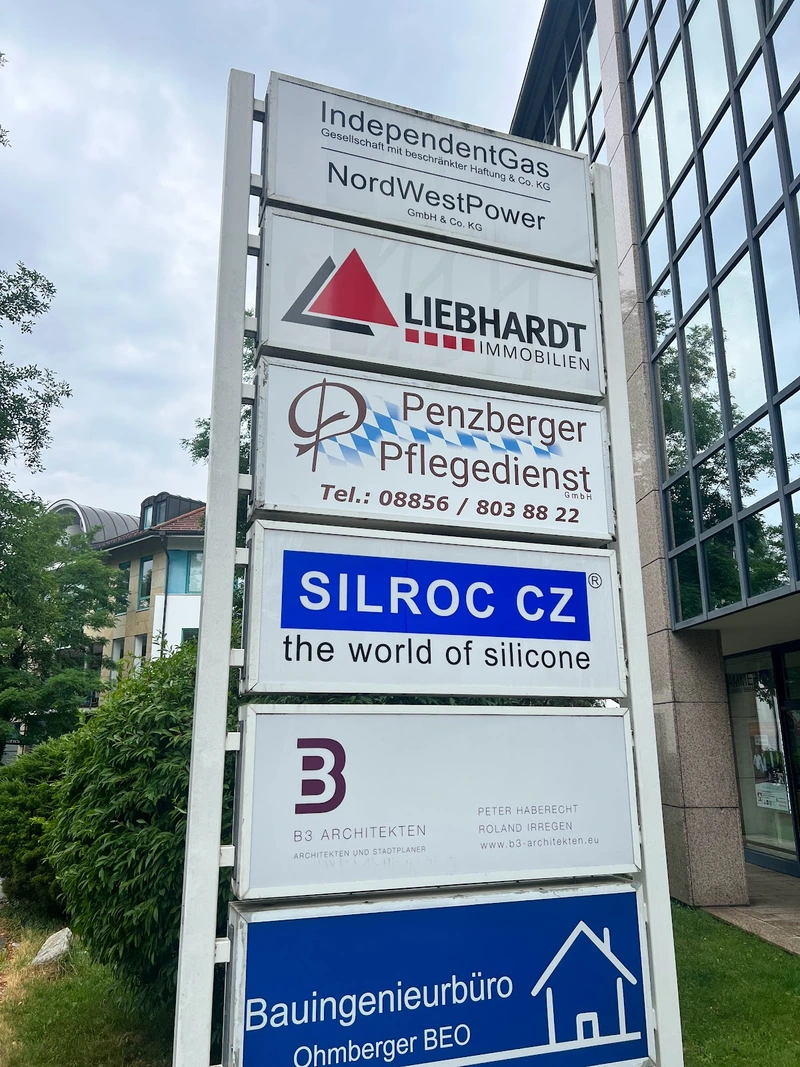 IndependentGas
Gesellschaft mit beschränkter Haftung & Co. KG
NordWestPower
GmbH & Co. KG
LIEBHARDT
IMMOBILIEN
Penzberger
Pflegedienst
GmbH
Tel.: 08856 / 803 88 22
SILROC CZ®
the world of silicone
B3
B3 ARCHITEKTEN
ARCHITEKTEN UND STADTPLANER
PETER HABERECHT
ROLAND IRREGEN
www.b3-architekten.eu
Bauingenieurbüro
Ohmberger BEO